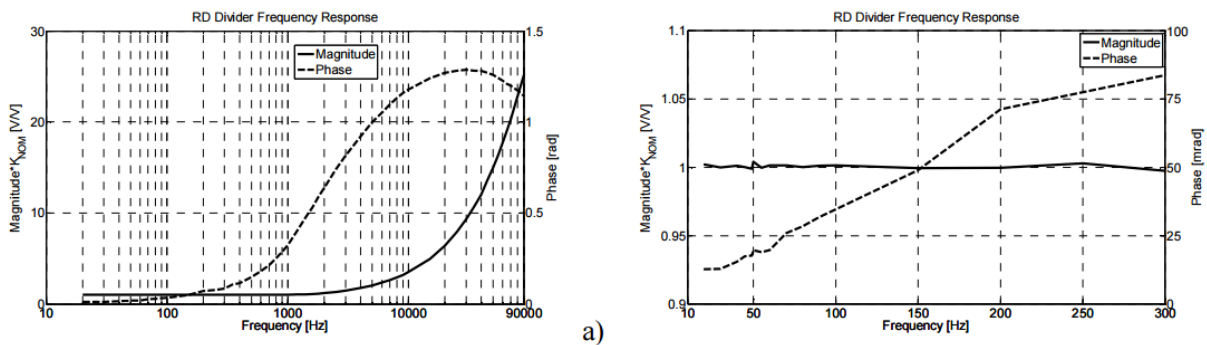 RD Divider Frequency Response
30
20
10
0
Magnitude*K_NOM [V/V]
Magnitude
Phase
1.5
1
0.5
0
Phase [rad]
10 100 1000 10000 90000
Frequency [Hz]
a)
RD Divider Frequency Response
1.1
1.05
1
0.95
0.9
Magnitude*K_NOM [V/V]
Magnitude
Phase
100
75
50
25
0
Phase [mrad]
10 50 100 150 200 250 300
Frequency [Hz]